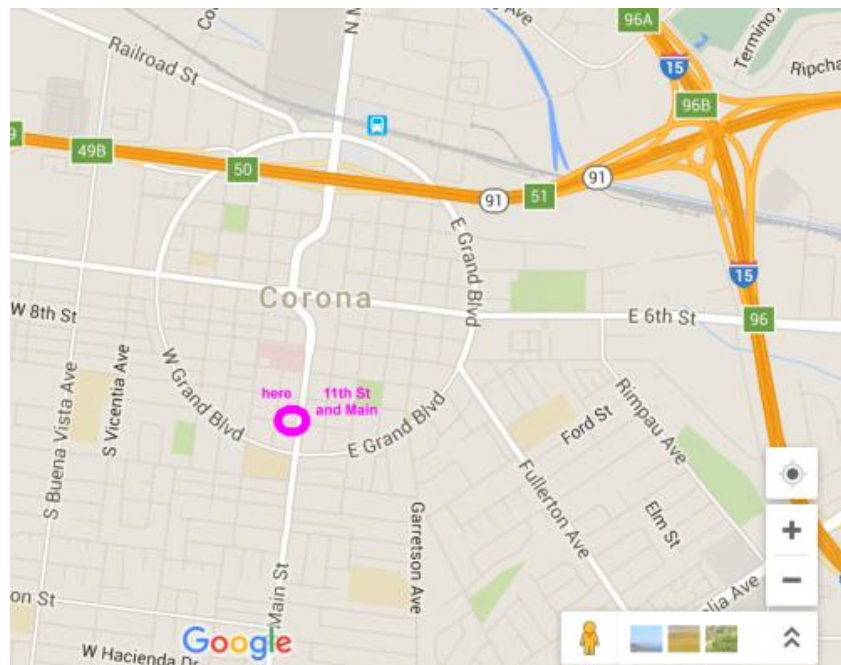 96A
Railroad St
15
Ripcha
96B
49B
50
91
51
91
E Grand Blvd
15
Corona
W 8th St
E 6th St
96
here
11th St
and Main
W Grand Blvd
E Grand Blvd
S Vicentia Ave
S Buena Vista Ave
Ford St
Rimpau Ave
Fullerton Ave
Garretson Ave
Elm St
Main St
on St
W Hacienda Dr
Google